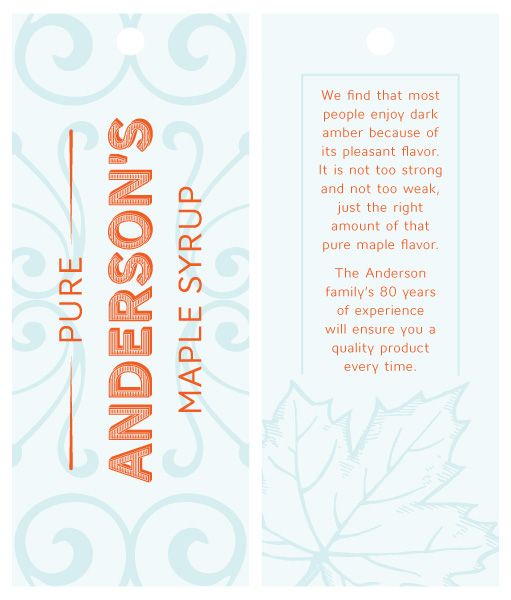 PURE
ANDERSON'S
MAPLE SYRUP
We find that most
people enjoy dark
amber because of
its pleasant flavor.
It is not too strong
and not too weak,
just the right
amount of that
pure maple flavor.
The Anderson
family's 80 years
of experience
will ensure you a
quality product
every time.